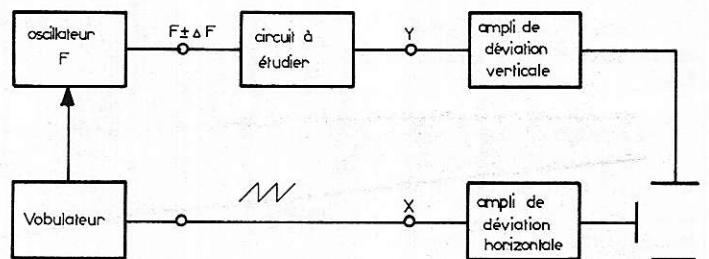 oscillateur
F
F ± Δ F
circuit à
étudier
Y
ampli de
déviation
verticale
Vobulateur
X
ampli de
déviation
horizontale